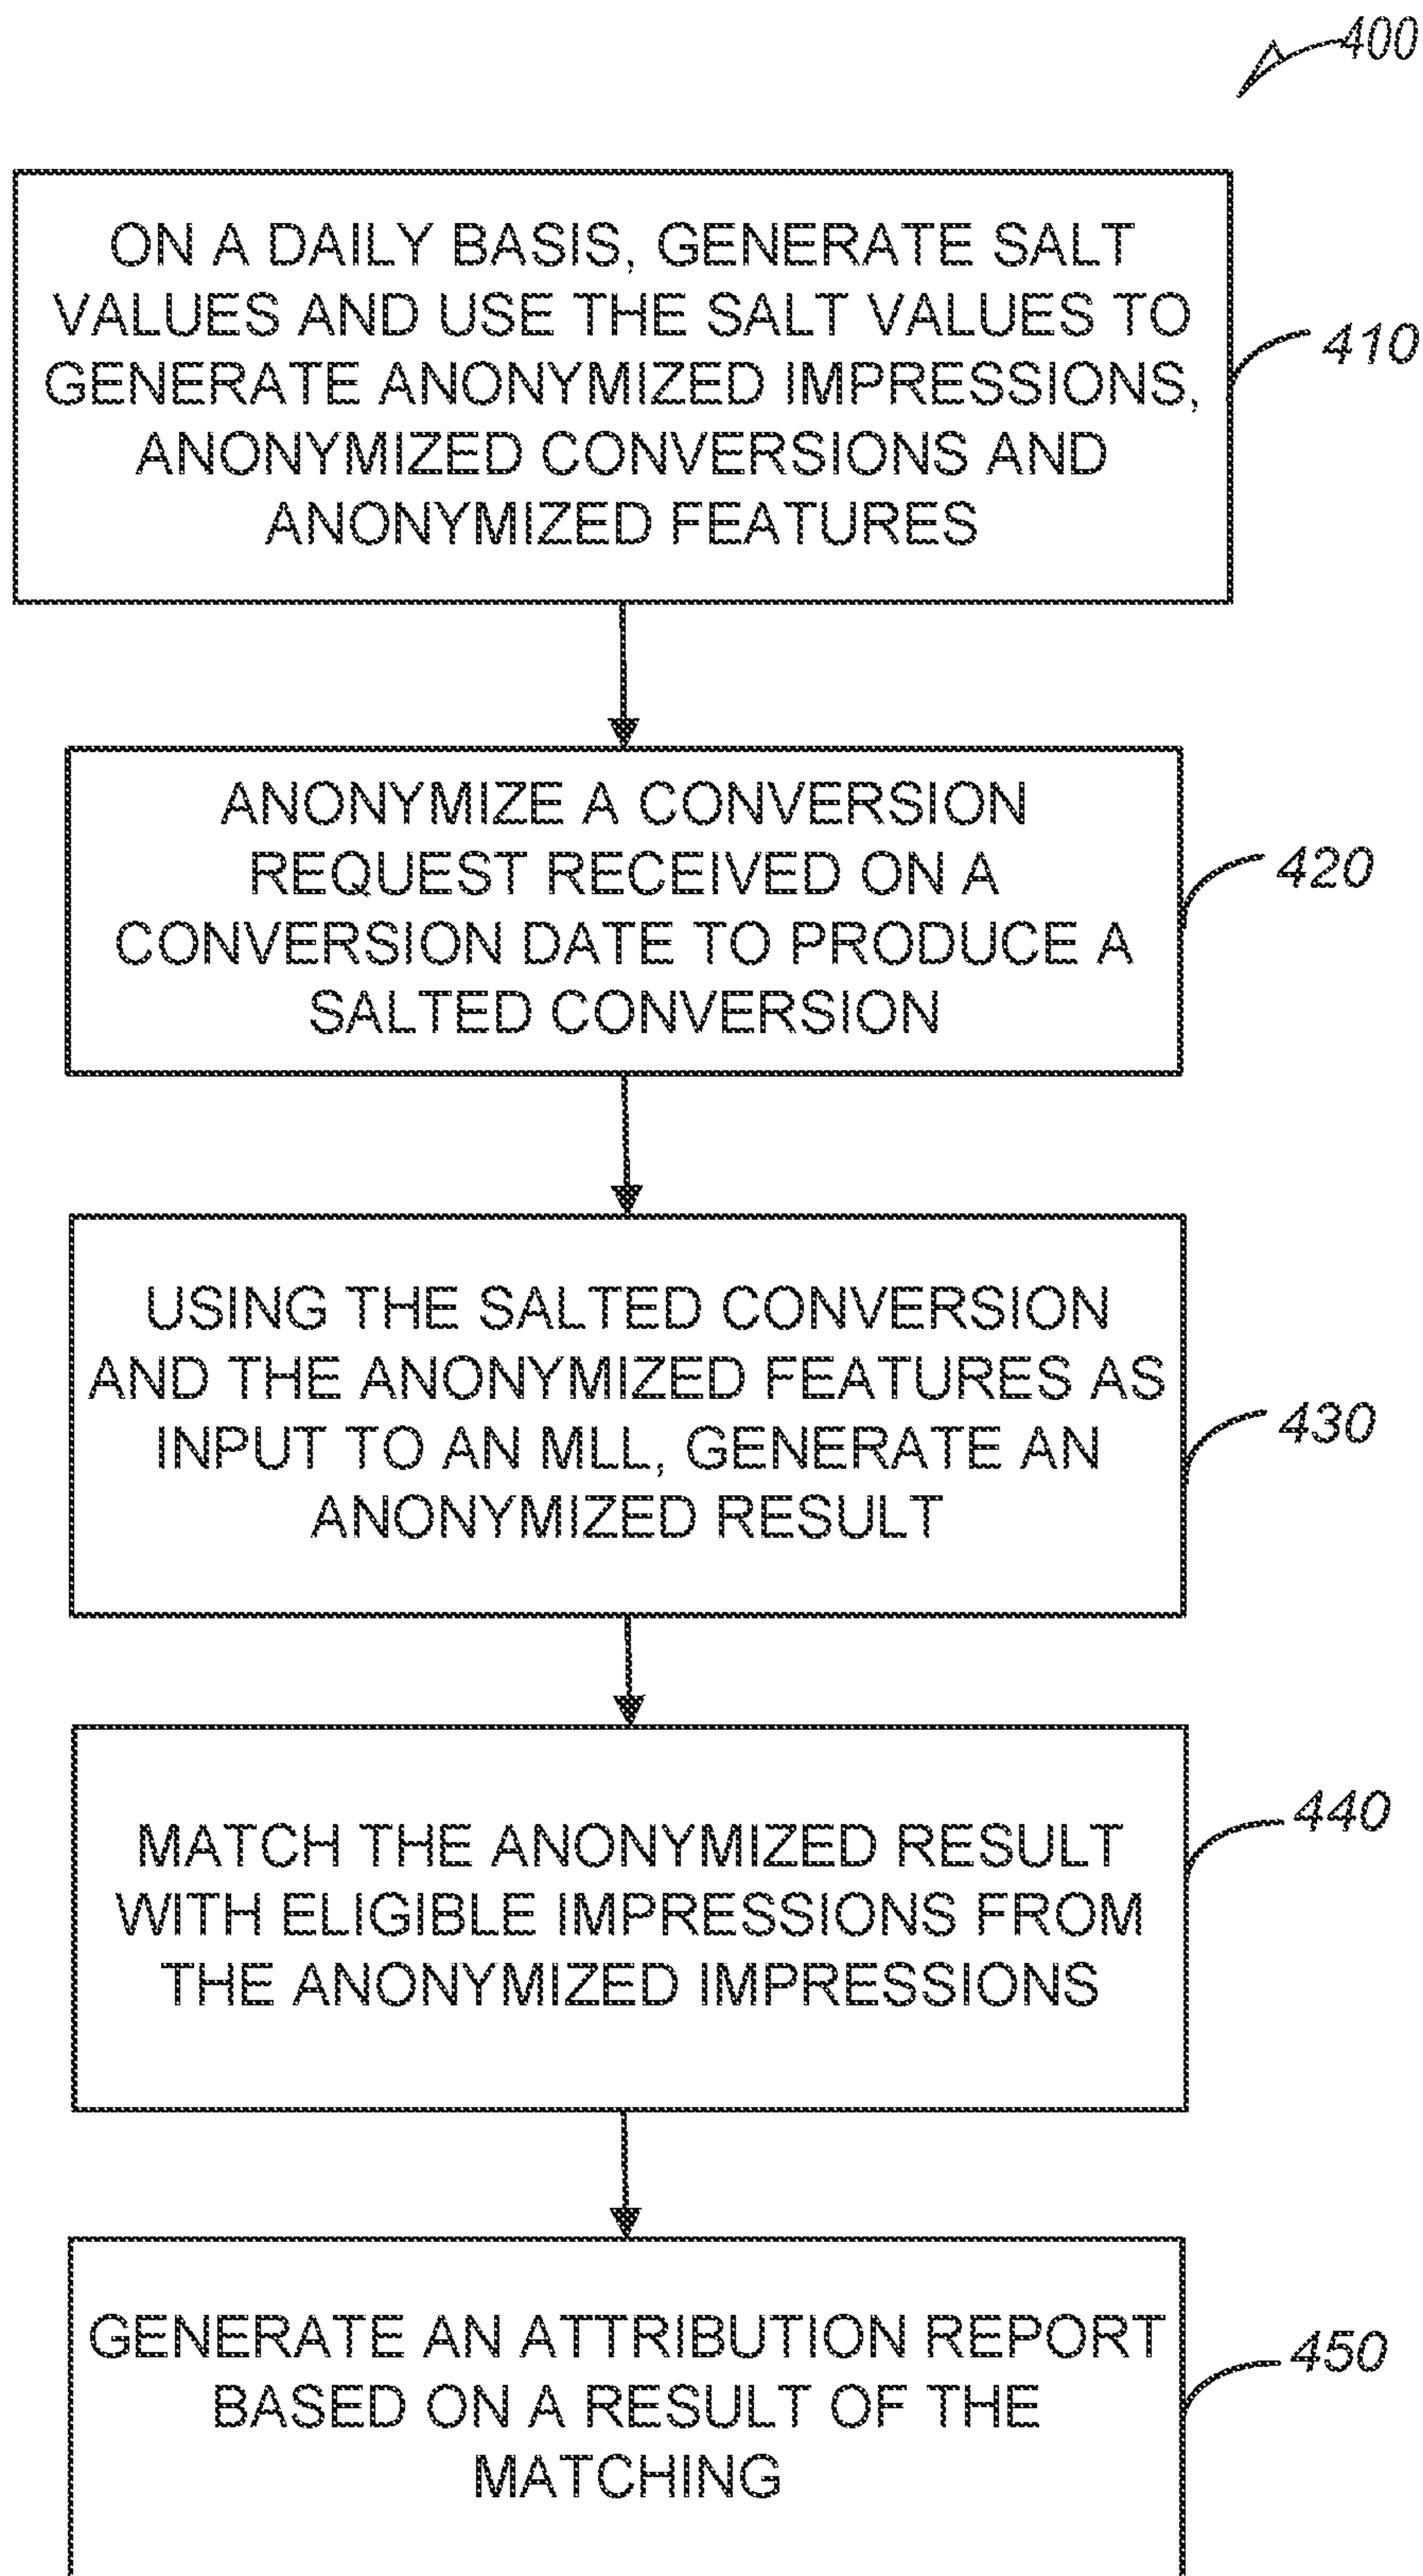 400
ON A DAILY BASIS, GENERATE SALT
VALUES AND USE THE SALT VALUES TO
GENERATE ANONYMIZED IMPRESSIONS,
ANONYMIZED CONVERSIONS AND
ANONYMIZED FEATURES
410
ANONYMIZE A CONVERSION
REQUEST RECEIVED ON A
CONVERSION DATE TO PRODUCE A
SALTED CONVERSION
420
USING THE SALTED CONVERSION
AND THE ANONYMIZED FEATURES AS
INPUT TO AN MLL, GENERATE AN
ANONYMIZED RESULT
430
MATCH THE ANONYMIZED RESULT
WITH ELIGIBLE IMPRESSIONS FROM
THE ANONYMIZED IMPRESSIONS
440
GENERATE AN ATTRIBUTION REPORT
BASED ON A RESULT OF THE
MATCHING
450